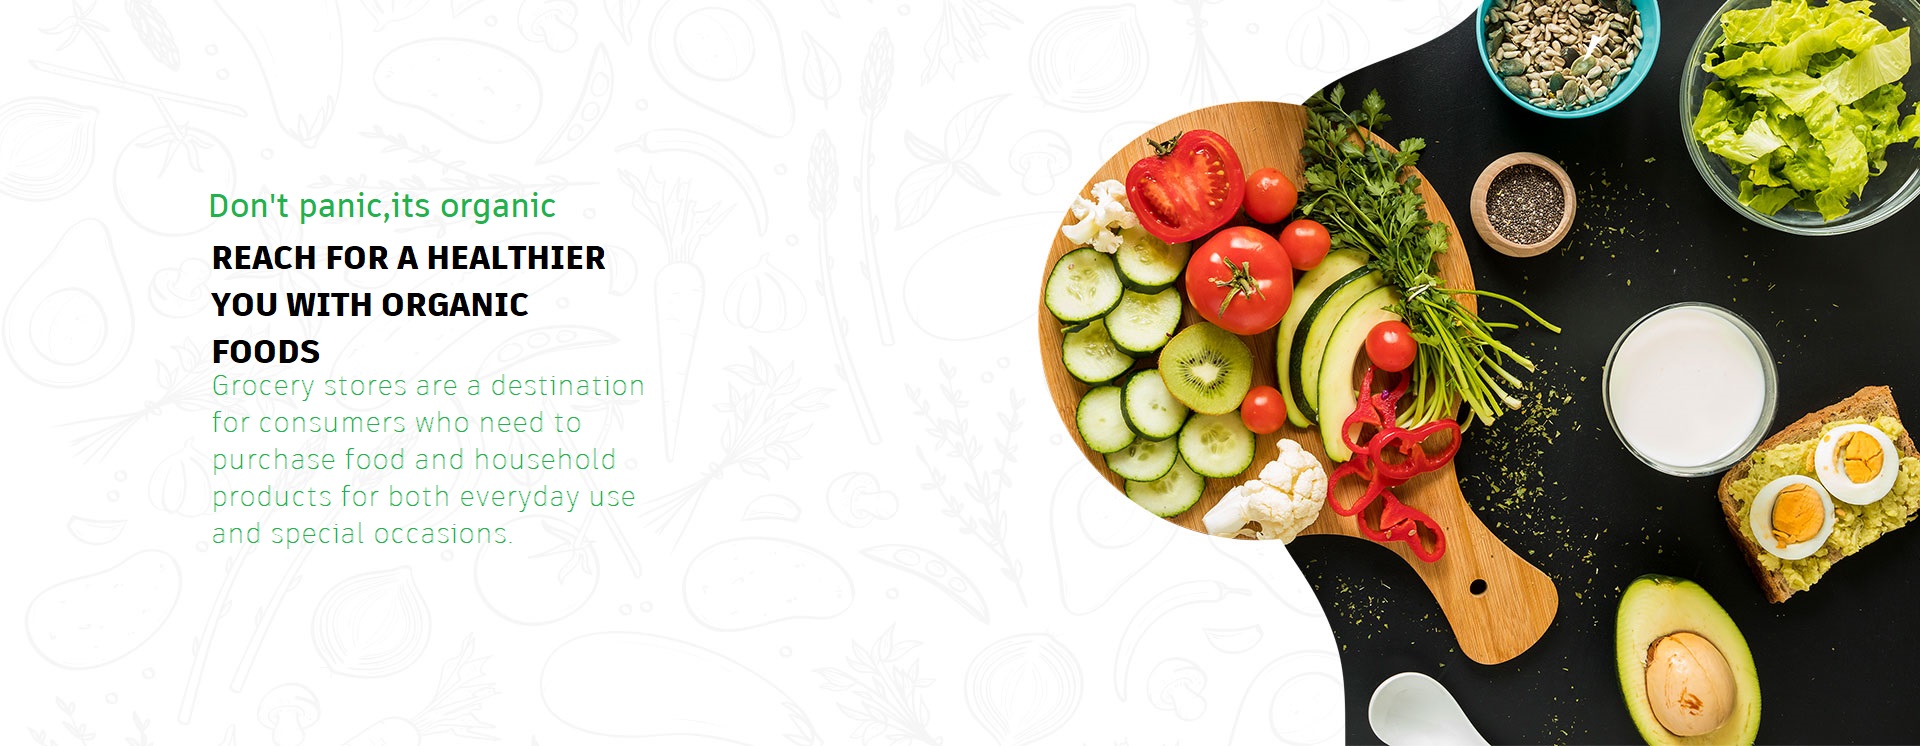 Don't panic,its organic
REACH FOR A HEALTHIER
YOU WITH ORGANIC
FOODS
Grocery stores are a destination
for consumers who need to
purchase food and household
products for both everyday use
and special occasions.